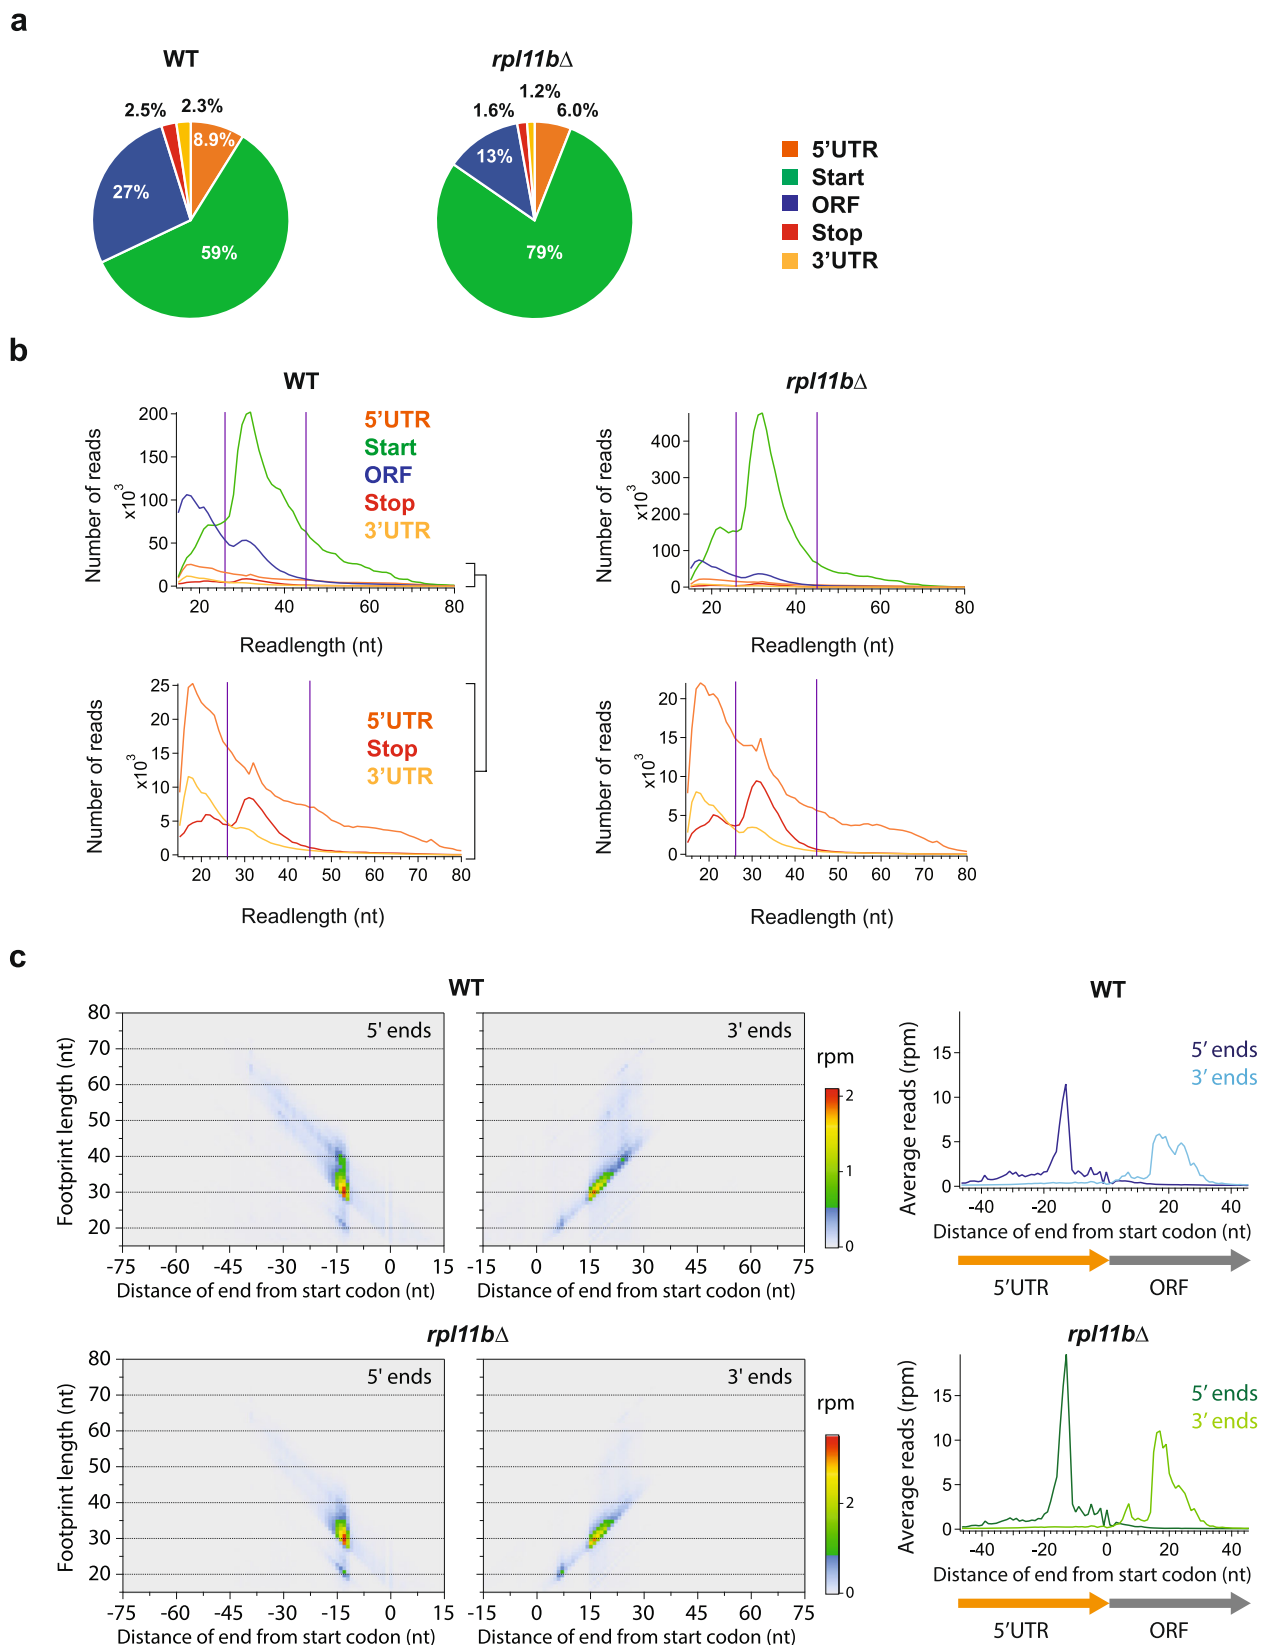 a
WT
rpl11bΔ
2.5%
2.3%
8.9%
27%
59%
1.6%
1.2%
6.0%
13%
79%
5’UTR
Start
ORF
Stop
3’UTR
b
WT
Number of reads
x10³
200
150
100
50
0
20
40
60
80
Readlength (nt)
5’UTR
Start
ORF
Stop
3’UTR
rpl11bΔ
Number of reads
x10³
400
300
200
100
0
20
40
60
80
Readlength (nt)
Number of reads
x10³
25
20
15
10
5
0
20
30
40
50
60
70
80
Readlength (nt)
5’UTR
Stop
3’UTR
Number of reads
x10³
20
15
10
5
0
20
30
40
50
60
70
80
Readlength (nt)
c
WT
Footprint length (nt)
80
70
60
50
40
30
20
5' ends
-75
-60
-45
-30
-15
0
15
Distance of end from start codon (nt)
3' ends
-15
0
15
30
45
60
75
Distance of end from start codon (nt)
rpm
2
1
0
WT
Average reads (rpm)
15
10
5
0
5’ ends
3’ ends
-40
-20
0
20
40
Distance of end from start codon (nt)
5’UTR
ORF
rpl11bΔ
Footprint length (nt)
80
70
60
50
40
30
20
5' ends
-75
-60
-45
-30
-15
0
15
Distance of end from start codon (nt)
3' ends
-15
0
15
30
45
60
75
Distance of end from start codon (nt)
rpm
2
0
rpl11bΔ
Average reads (rpm)
15
10
5
0
5’ ends
3’ ends
-40
-20
0
20
40
Distance of end from start codon (nt)
5’UTR
ORF